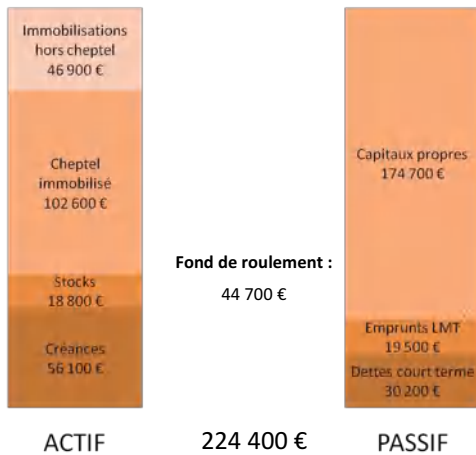 Immobilisations
hors cheptel
46 900 €
Cheptel
immobilisé
102 600 €
Stocks
18 800 €
Créances
56 100 €
ACTIF
Fond de roulement :
44 700 €
224 400 €
Capitaux propres
174 700 €
Emprunts LMT
19 500 €
Dettes court terme
30 200 €
PASSIF